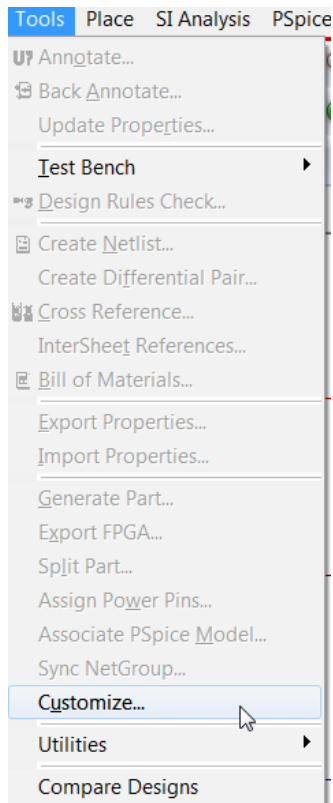 Tools Place SI Analysis PSpice
U? Annotate...
Back Annotate...
Update Properties...
Test Bench
Design Rules Check...
Create Netlist...
Create Differential Pair...
Cross Reference...
InterSheet References...
Bill of Materials...
Export Properties...
Import Properties...
Generate Part...
Export FPGA...
Split Part...
Assign Power Pins...
Associate PSpice Model...
Sync NetGroup...
Customize...
Utilities
Compare Designs